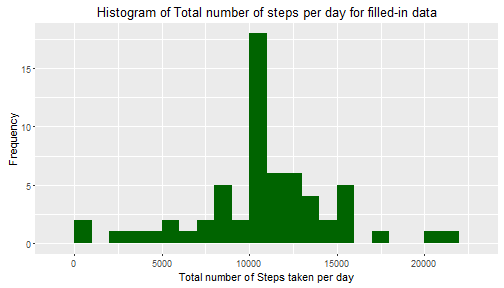 Histogram of Total number of steps per day for filled-in data
15
10
5
0
Frequency
0 5000 10000 15000 20000
Total number of Steps taken per day